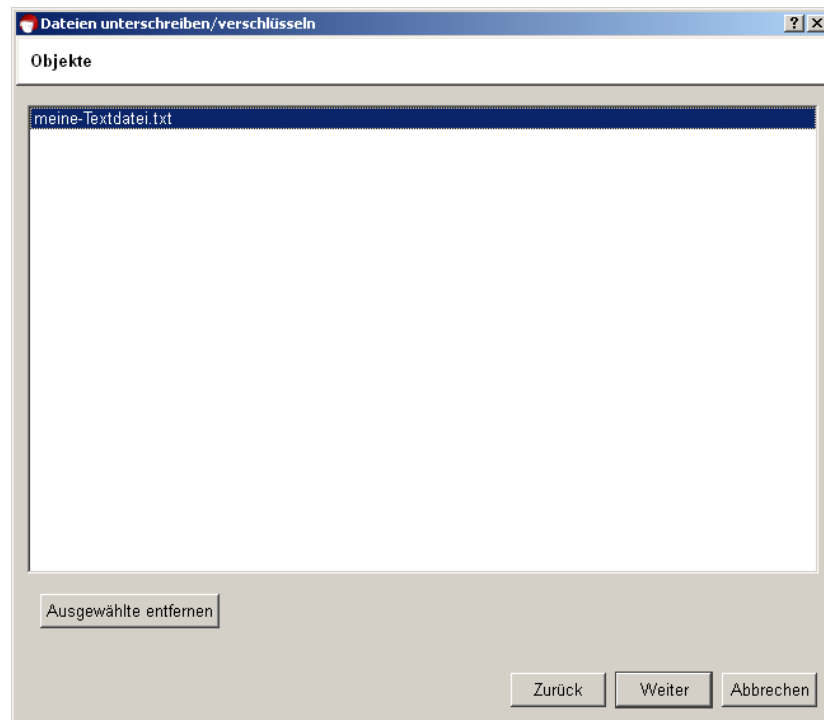 Dateien unterschreiben/verschlüsseln
Objekte
meine-Textdatei.txt
Ausgewählte entfernen
Zurück Weiter Abbrechen